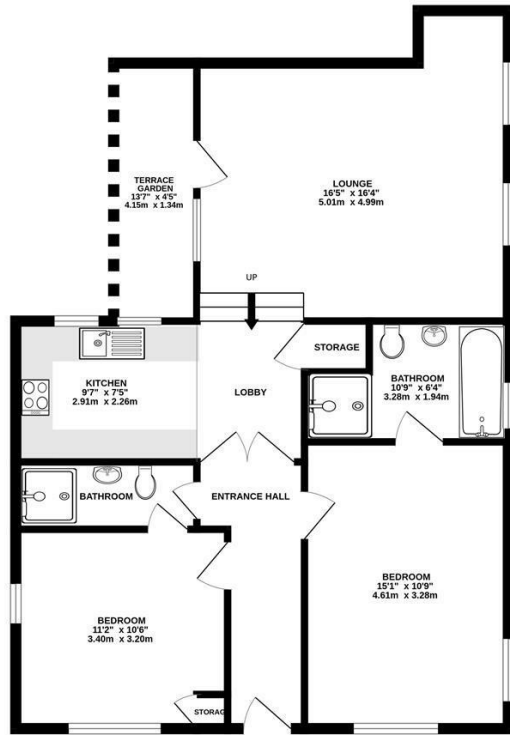 TERRACE
GARDEN
13'7" x 4'5"
4.15m x 1.34m
LOUNGE
16'5" x 16'4"
5.01m x 4.99m
UP
KITCHEN
9'7" x 7'5"
2.91m x 2.26m
LOBBY
STORAGE
BATHROOM
10'9" x 6'4"
3.28m x 1.94m
BATHROOM
ENTRANCE HALL
BEDROOM
15'1" x 10'9"
4.61m x 3.28m
BEDROOM
11'2" x 10'6"
3.40m x 3.20m
STORAG